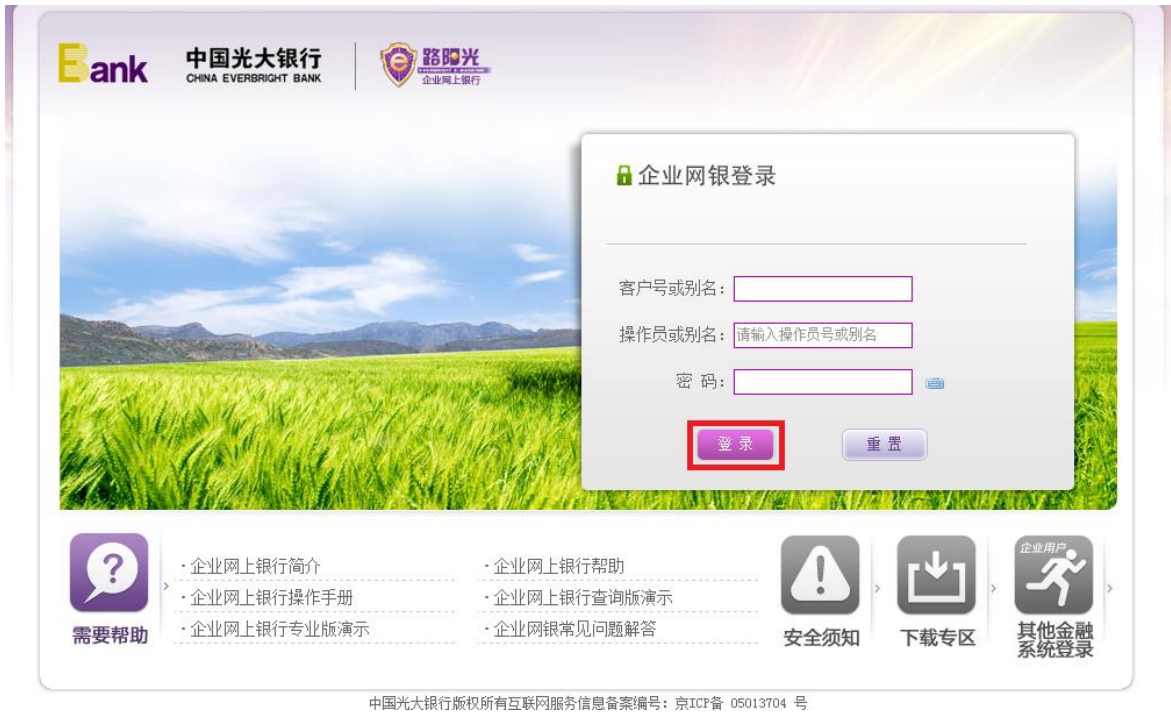 Bank 中国光大银行
CHINA EVERBRIGHT BANK
e路阳光
企业网上银行
企业网银登录
客户号或别名：
操作员或别名： 请输入操作员号或别名
密 码：
登 录 重 置
·企业网上银行简介 ·企业网上银行帮助
·企业网上银行操作手册 ·企业网上银行查询版演示
·企业网上银行专业版演示 ·企业网银常见问题解答
需要帮助
安全须知
下载专区
企业用户
其他金融
系统登录
中国光大银行版权所有互联网服务信息备案编号：京ICP备 05013704 号